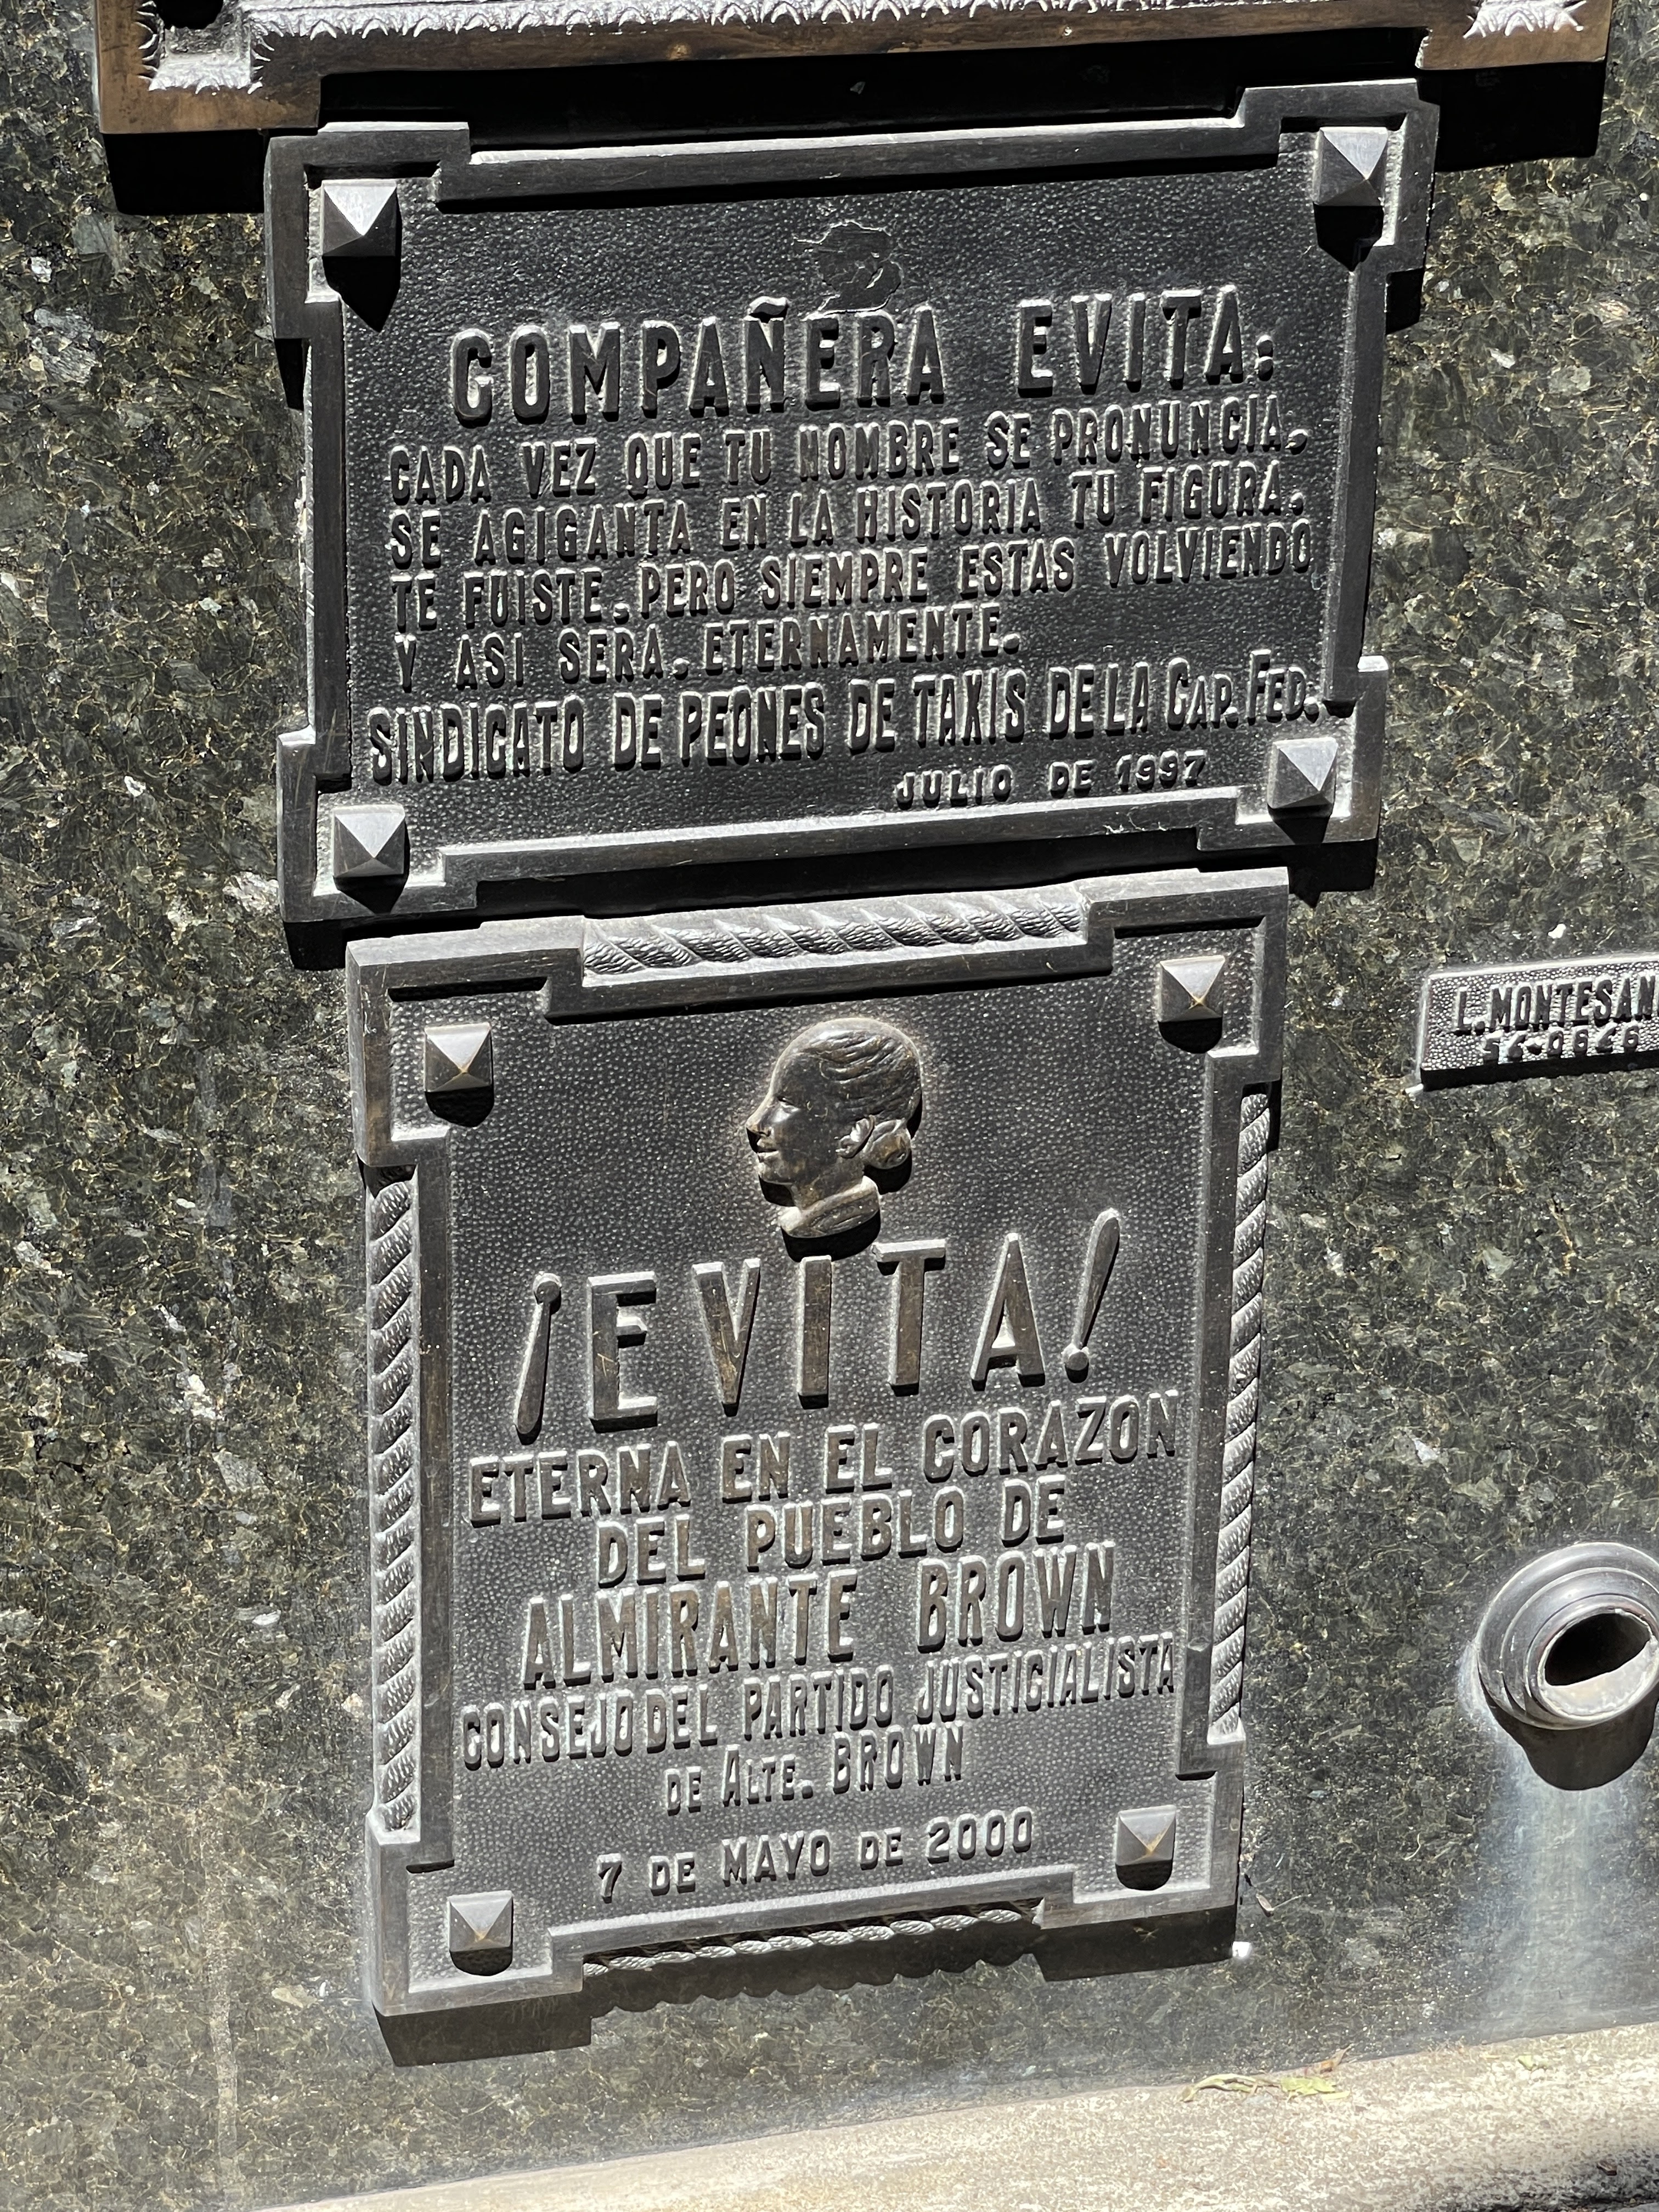 COMPAÑERA EVITA:
CADA VEZ QUE TU NOMBRE SE PRONUNCIA,
SE AGIGANTA EN LA HISTORIA TU FIGURA.
TE FUISTE, PERO SIEMPRE ESTAS VOLVIENDO
Y ASI SERA, ETERNAMENTE.
SINDICATO DE PEONES DE TAXIS DE LA CAP. FED.
JULIO DE 1997
¡EVITA!
ETERNA EN EL CORAZON
DEL PUEBLO DE
ALMIRANTE BROWN
CONSEJO DEL PARTIDO JUSTICIALISTA
DE ALTE. BROWN
7 DE MAYO DE 2000
L. MONTESAN